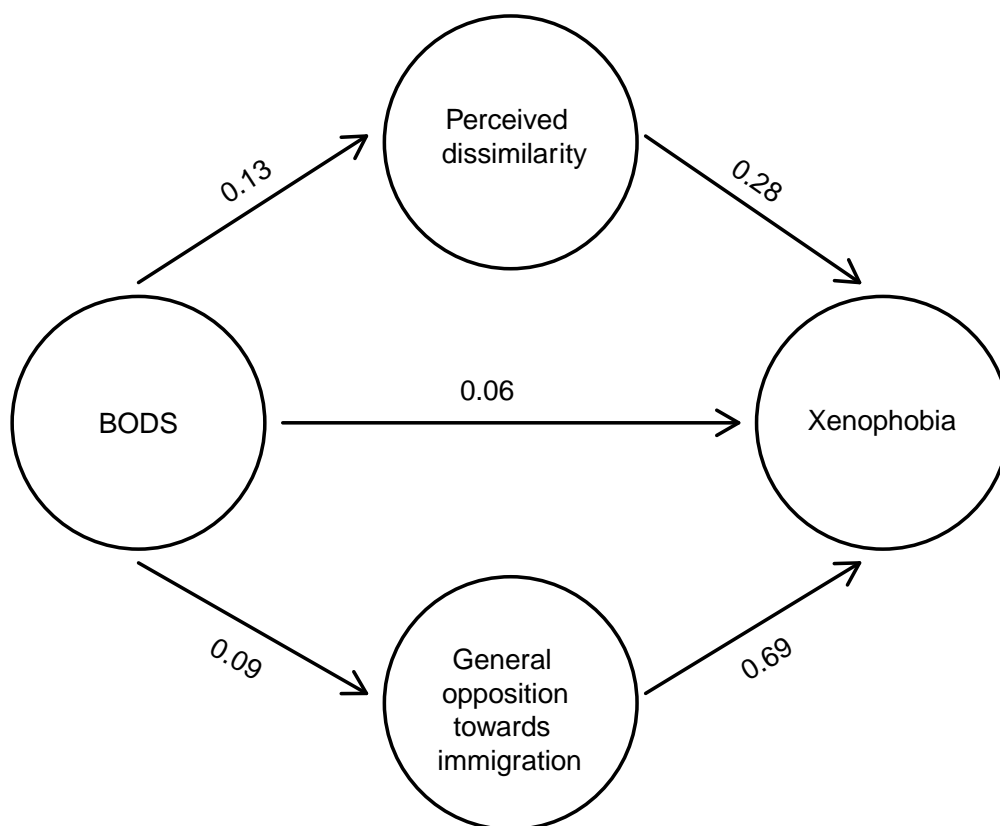 Perceived
dissimilarity
0.13
0.28
BODS
0.06
Xenophobia
0.09
0.69
General
opposition
towards
immigration